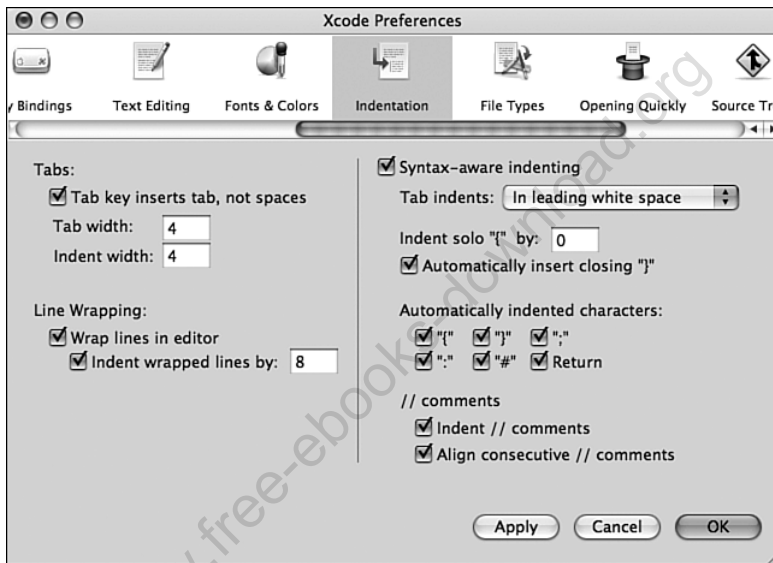 Xcode Preferences
y Bindings Text Editing Fonts & Colors Indentation File Types Opening Quickly Source Tr
Tabs:
Tab key inserts tab, not spaces
Tab width: 4
Indent width: 4
Line Wrapping:
Wrap lines in editor
Indent wrapped lines by: 8
Syntax-aware indenting
Tab indents: In leading white space
Indent solo "{" by: 0
Automatically insert closing "}"
Automatically indented characters:
"{" "}" ";"
":" "#" Return
// comments
Indent // comments
Align consecutive // comments
Apply Cancel OK
.free-ebooks-download.org